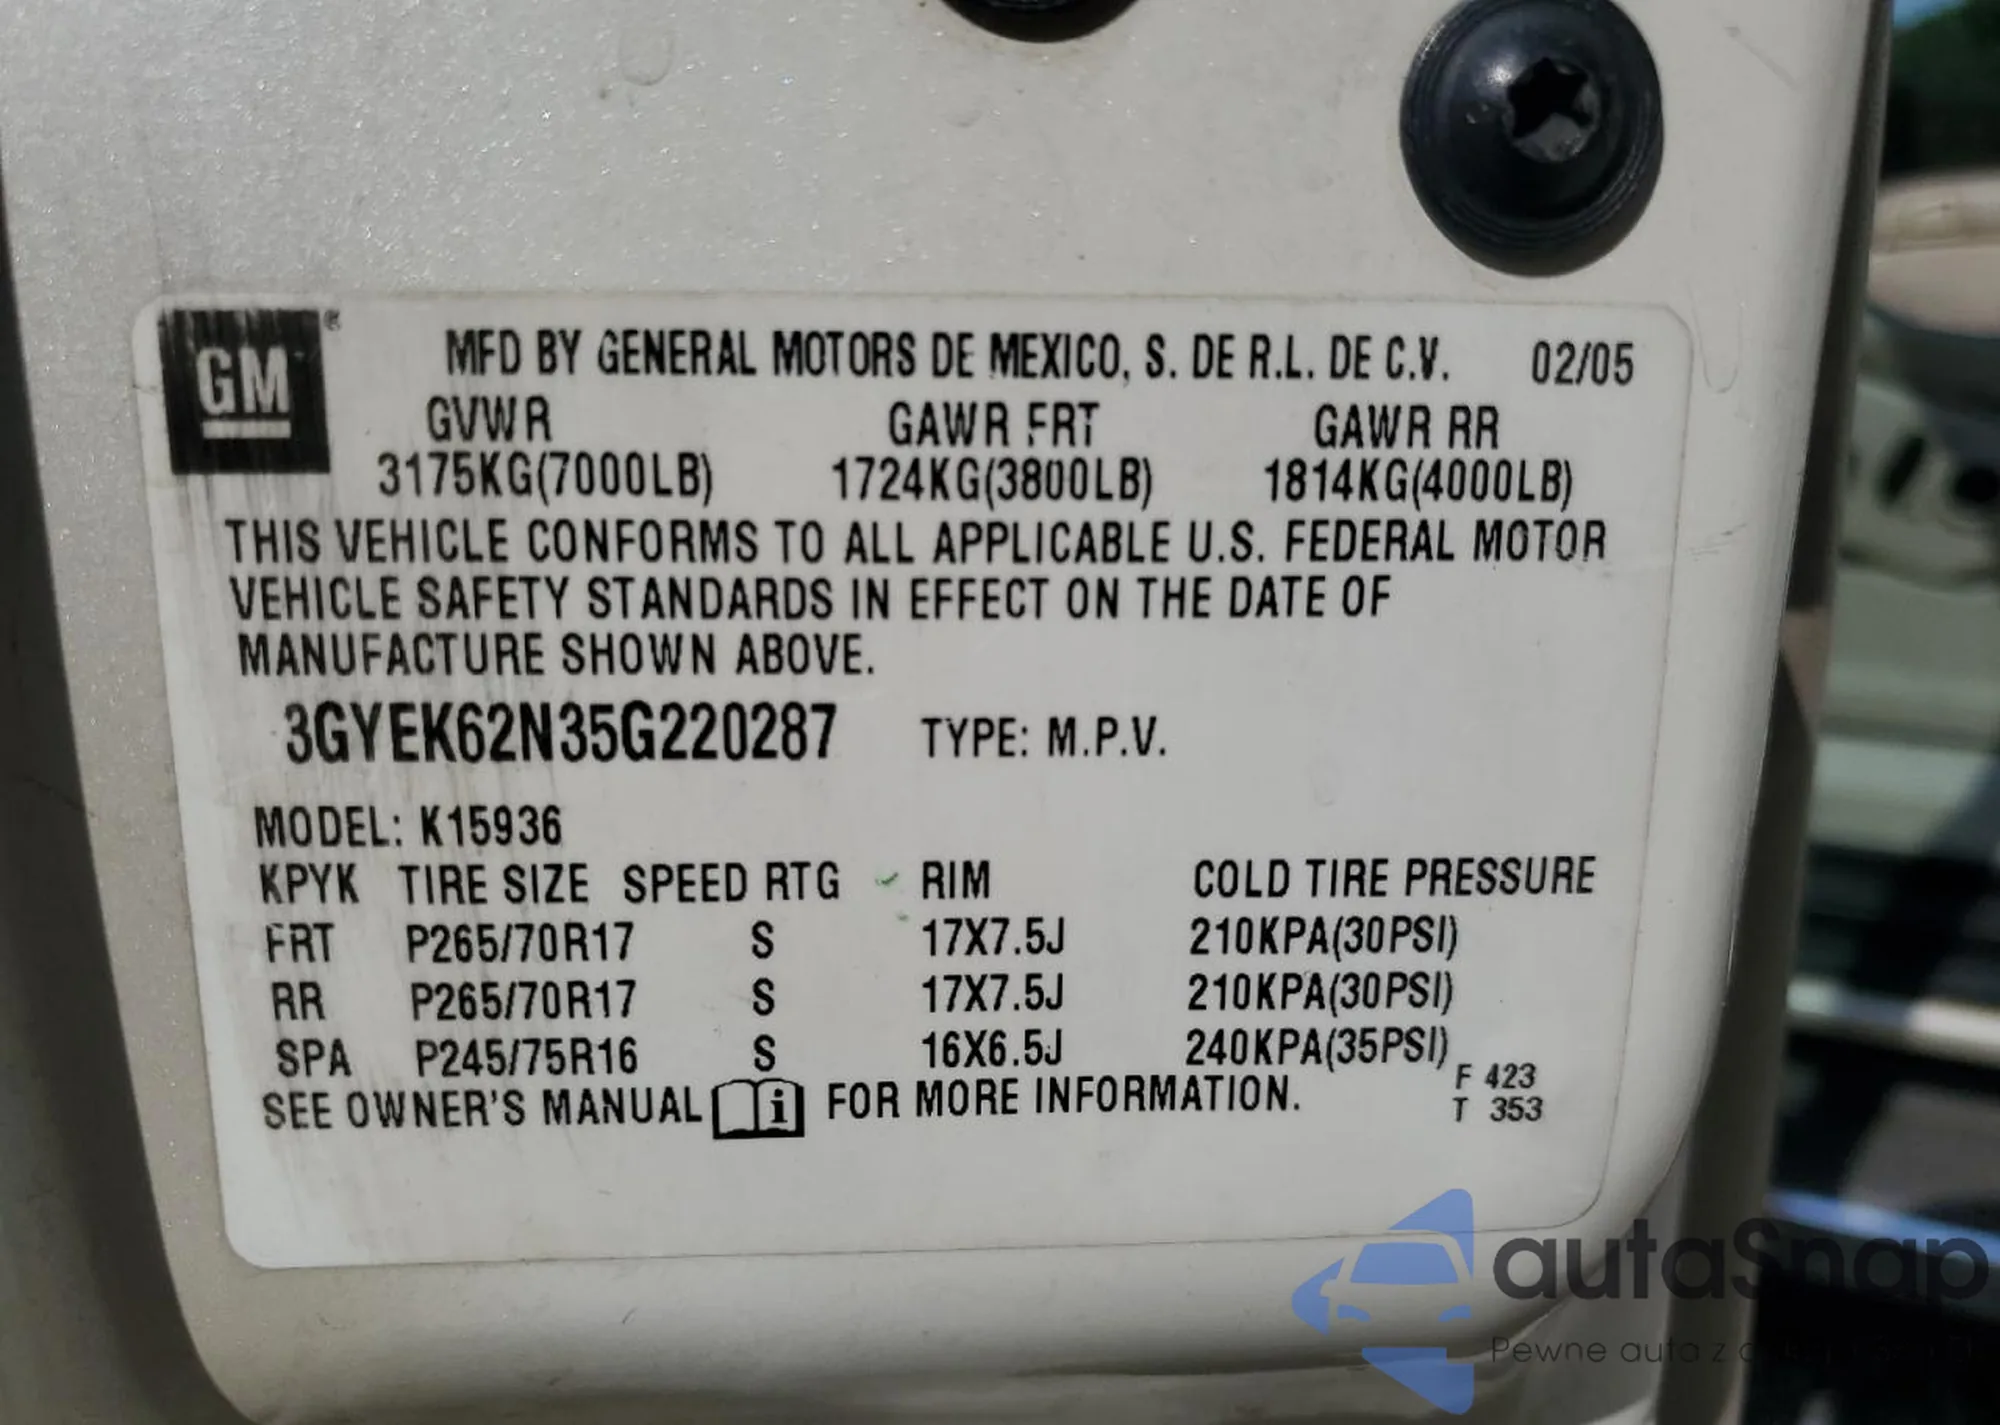 GM®
MFD BY GENERAL MOTORS DE MEXICO, S. DE R.L. DE C.V. 02/05
GVWR GAWR FRT GAWR RR
3175KG(7000LB) 1724KG(3800LB) 1814KG(4000LB)
THIS VEHICLE CONFORMS TO ALL APPLICABLE U.S. FEDERAL MOTOR
VEHICLE SAFETY STANDARDS IN EFFECT ON THE DATE OF
MANUFACTURE SHOWN ABOVE.
3GYEK62N35G220287 TYPE: M.P.V.
MODEL: K15936
KPYK TIRE SIZE SPEED RTG RIM COLD TIRE PRESSURE
FRT P265/70R17 S 17X7.5J 210KPA(30PSI)
RR P265/70R17 S 17X7.5J 210KPA(30PSI)
SPA P245/75R16 S 16X6.5J 240KPA(35PSI)
SEE OWNER'S MANUAL i FOR MORE INFORMATION.
F 423
T 353
autaSnap
Pewne auta z